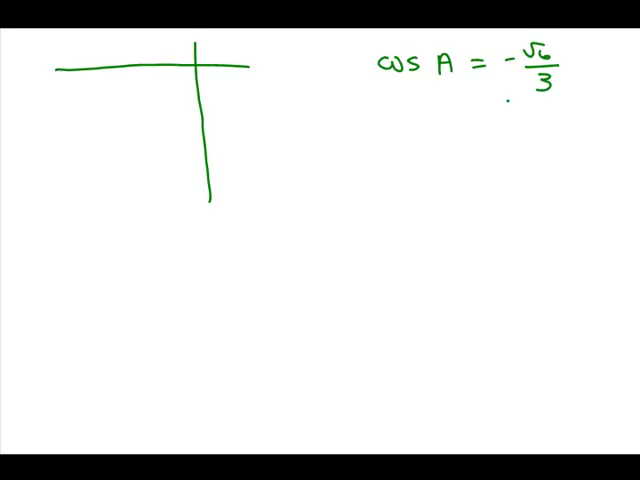 cos A = -√6/3